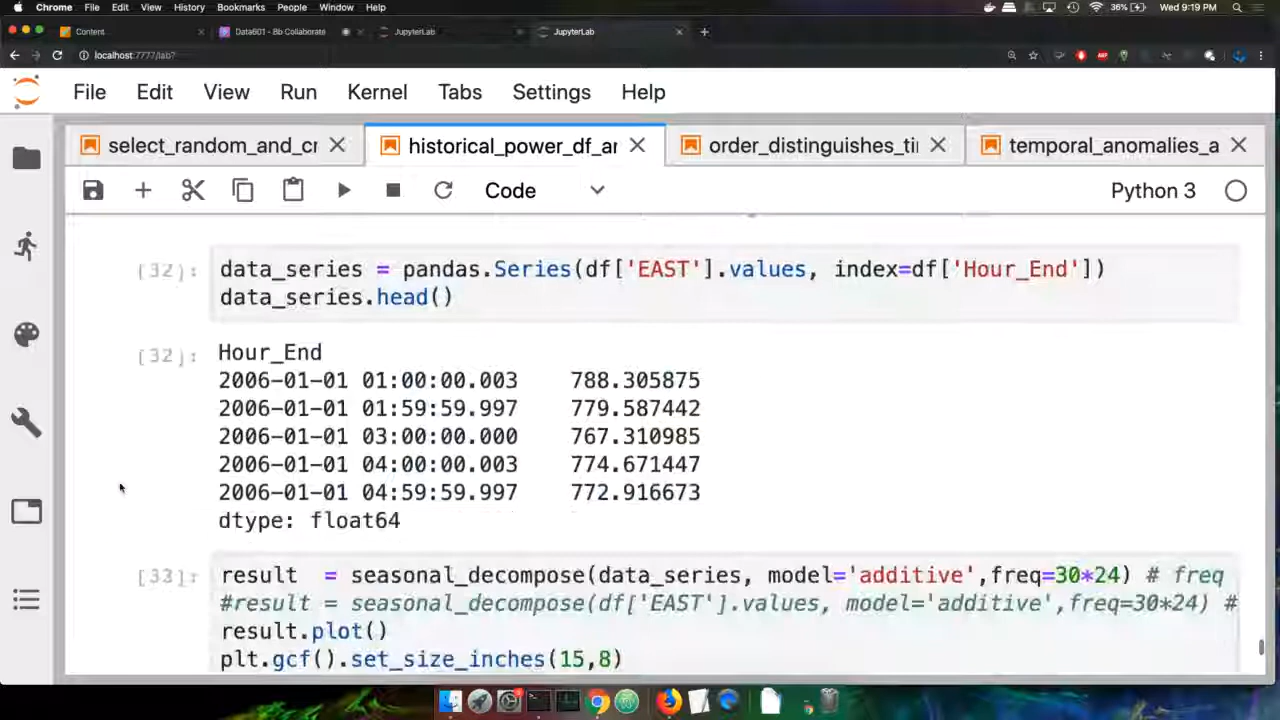 Chrome File Edit View History Bookmarks People Window Help 36% Wed 9:19 PM
Content Data601 - Bb Collaborate JupyterLab JupyterLab
localhost:7777/lab?
File Edit View Run Kernel Tabs Settings Help
select_random_and_cr historical_power_df_ar order_distinguishes_ti temporal_anomalies_a
Code Python 3
[32]: data_series = pandas.Series(df['EAST'].values, index=df['Hour_End'])
data_series.head()
[32]: Hour_End
2006-01-01 01:00:00.003 788.305875
2006-01-01 01:59:59.997 779.587442
2006-01-01 03:00:00.000 767.310985
2006-01-01 04:00:00.003 774.671447
2006-01-01 04:59:59.997 772.916673
dtype: float64
[33]: result = seasonal_decompose(data_series, model='additive',freq=30*24) # freq
#result = seasonal_decompose(df['EAST'].values, model='additive',freq=30*24) #
result.plot()
plt.gcf().set_size_inches(15,8)